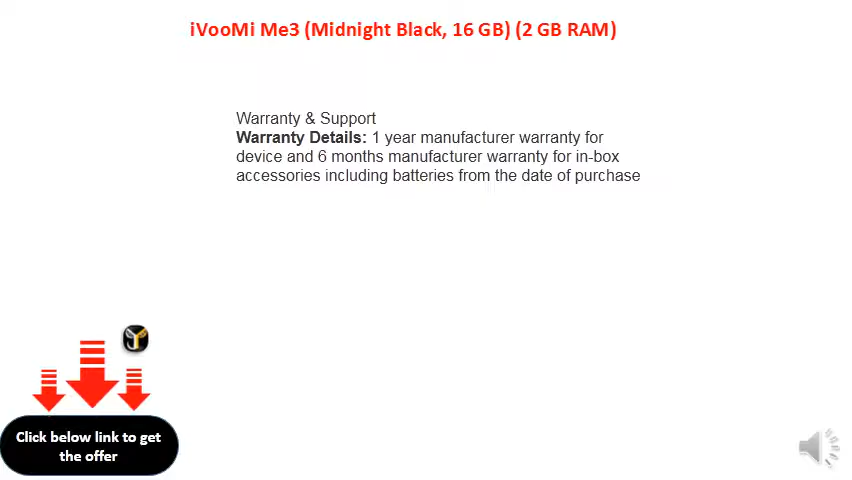 iVooMi Me3 (Midnight Black, 16 GB) (2 GB RAM)
Warranty & Support
Warranty Details: 1 year manufacturer warranty for
device and 6 months manufacturer warranty for in-box
accessories including batteries from the date of purchase
Click below link to get
the offer